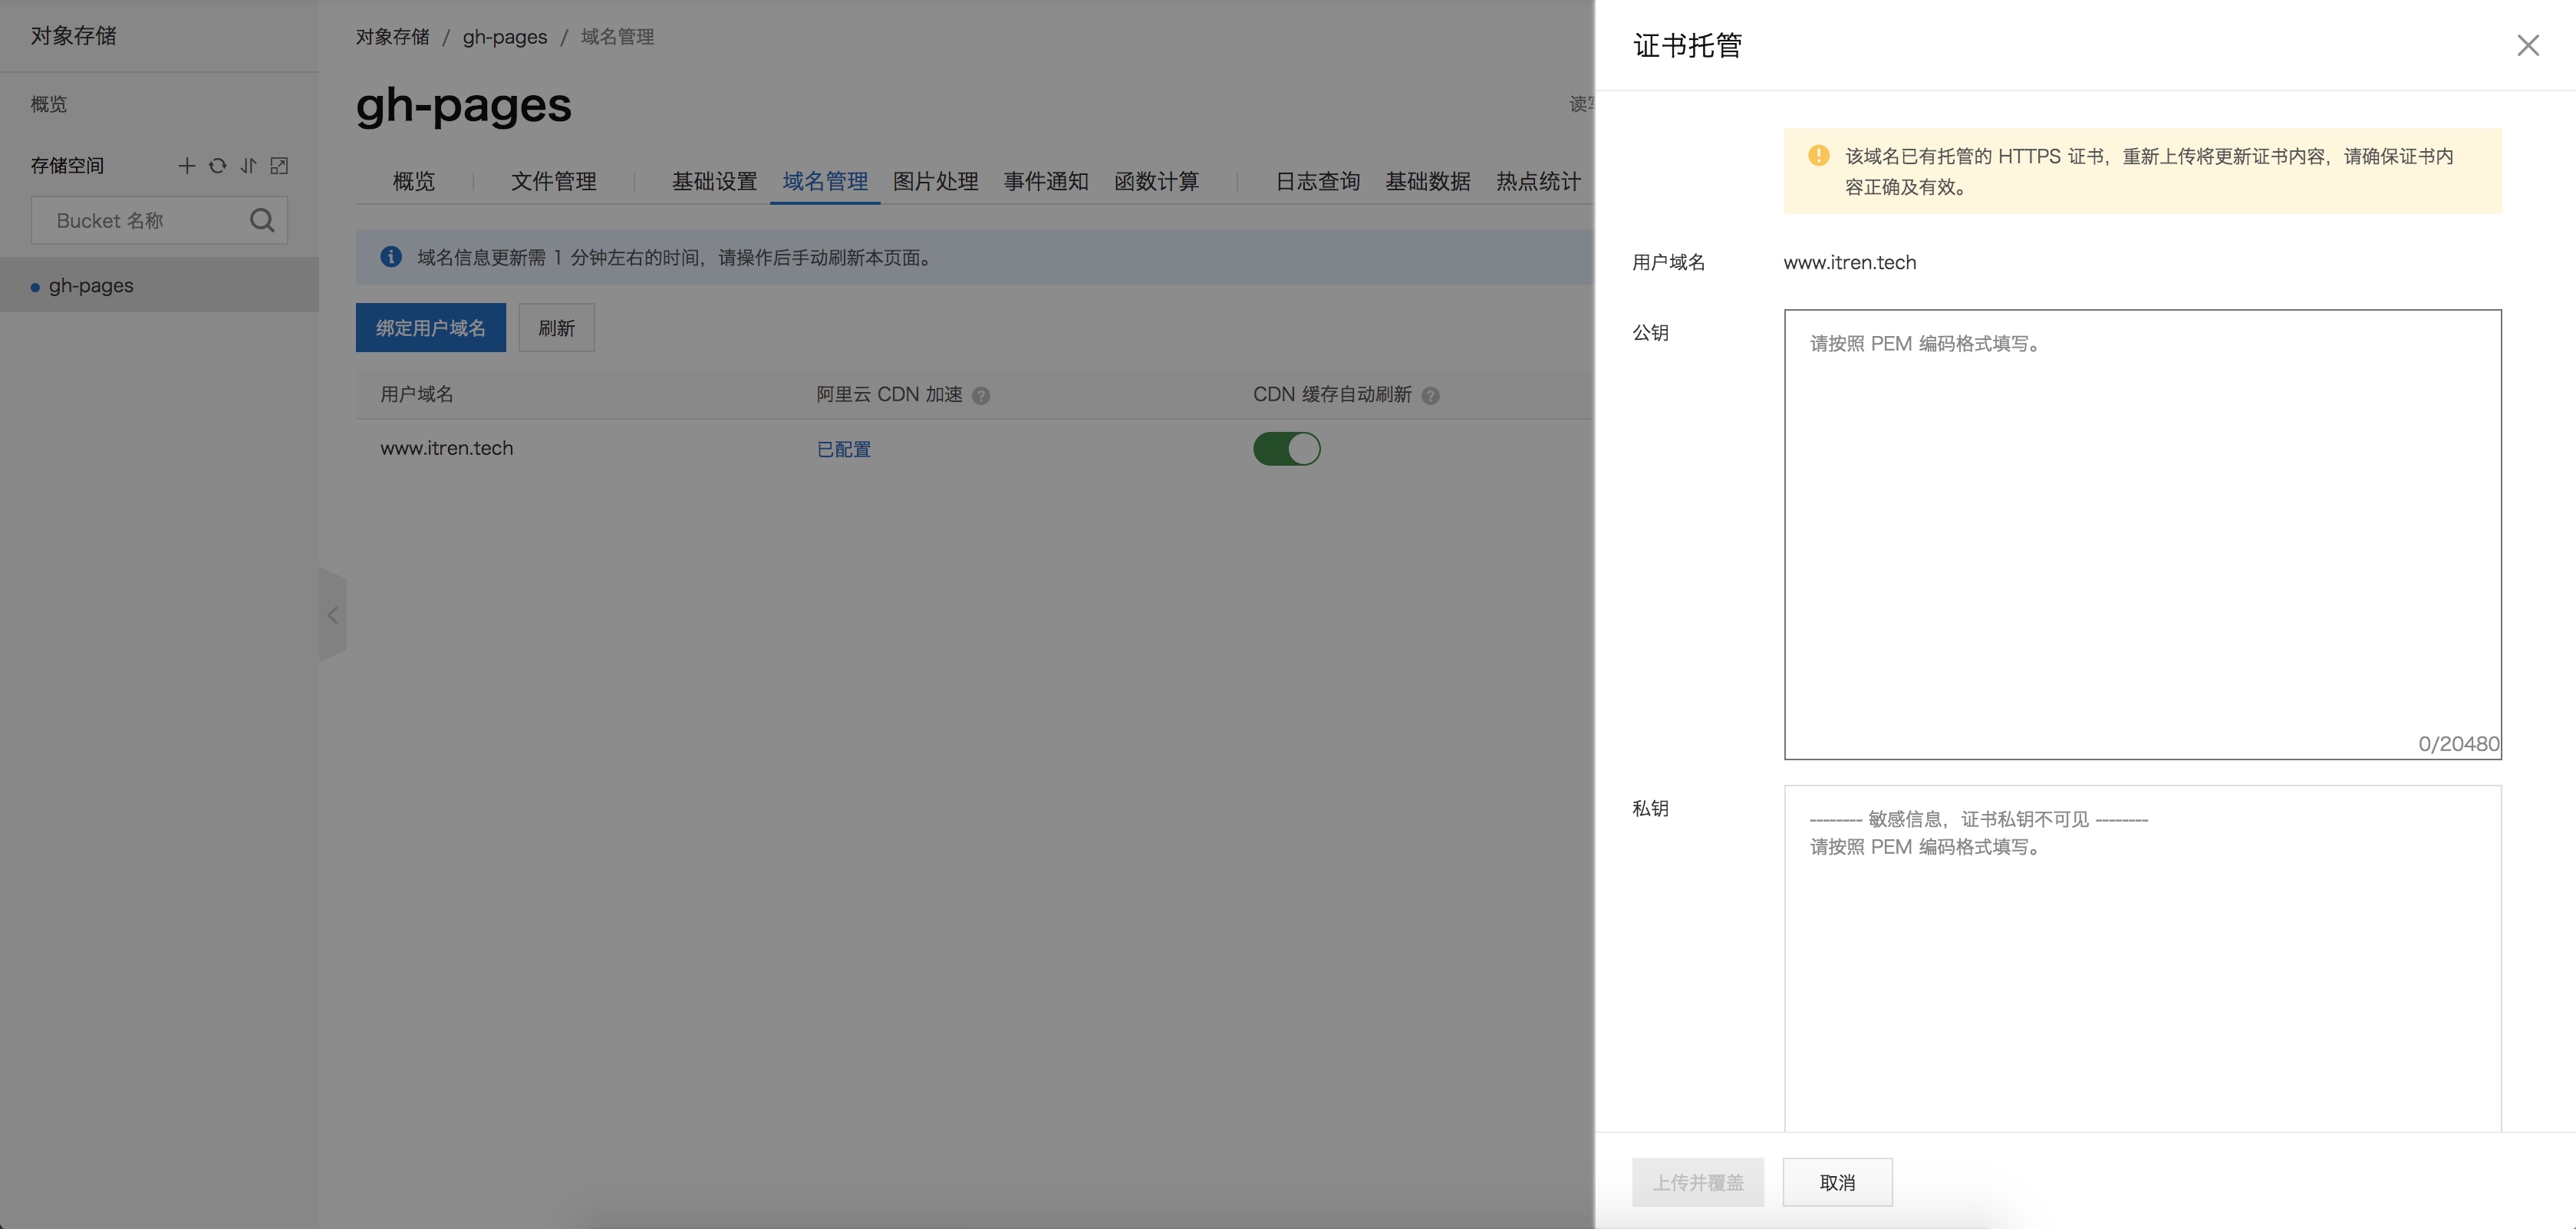 对象存储
概览
存储空间
Bucket 名称
gh-pages
对象存储 / gh-pages / 域名管理
gh-pages
概览 | 文件管理 | 基础设置 域名管理 图片处理 事件通知 函数计算 | 日志查询 基础数据 热点统计
域名信息更新需 1 分钟左右的时间，请操作后手动刷新本页面。
绑定用户域名 刷新
用户域名 阿里云 CDN 加速 CDN 缓存自动刷新
www.itren.tech 已配置
证书托管
该域名已有托管的 HTTPS 证书，重新上传将更新证书内容，请确保证书内
容正确及有效。
用户域名 www.itren.tech
公钥
请按照 PEM 编码格式填写。
0/20480
私钥
-------- 敏感信息，证书私钥不可见 --------
请按照 PEM 编码格式填写。
上传并覆盖 取消